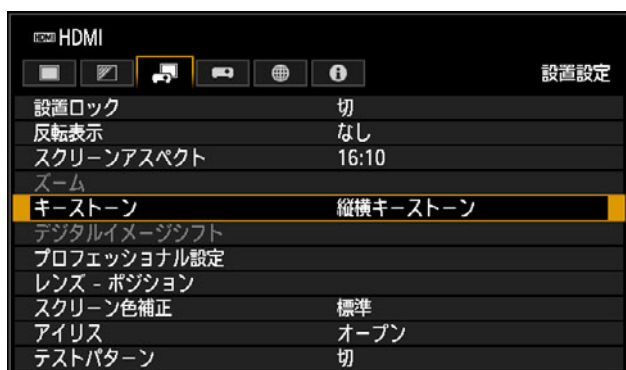 HDMI HDMI
設置設定
設置ロック 切
反転表示 なし
スクリーンアスペクト 16:10
ズーム
キーストーン 縦横キーストーン
デジタルイメージシフト
プロフェッショナル設定
レンズ - ポジション
スクリーン色補正 標準
アイリス オープン
テストパターン 切